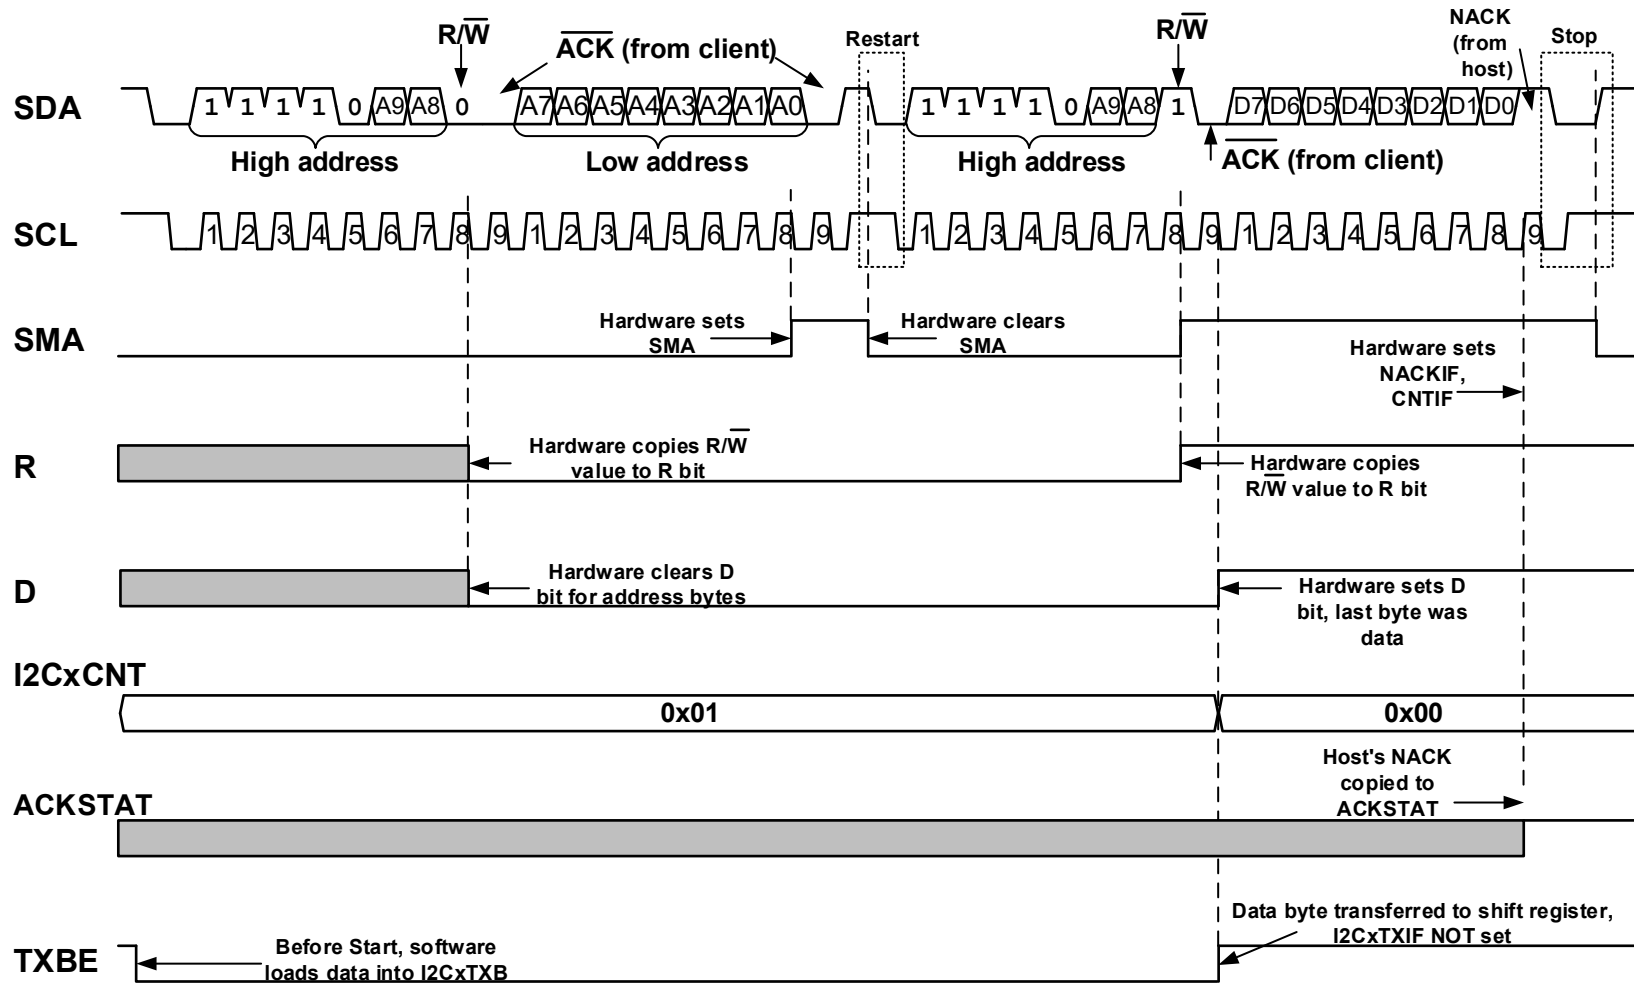 R/W
ACK (from client)
Restart
R/W
NACK
(from
host)
Stop
SDA
1 1 1 1 0 A9 A8 0 A7 A6 A5 A4 A3 A2 A1 A0 1 1 1 1 0 A9 A8 1 D7 D6 D5 D4 D3 D2 D1 D0
High address
Low address
High address
ACK (from client)
SCL
1 2 3 4 5 6 7 8 9 1 2 3 4 5 6 7 8 9 1 2 3 4 5 6 7 8 9 1 2 3 4 5 6 7 8 9
SMA
Hardware sets
SMA
Hardware clears
SMA
Hardware sets
NACKIF,
CNTIF
R
Hardware copies R/W
value to R bit
Hardware copies
R/W value to R bit
D
Hardware clears D
bit for address bytes
Hardware sets D
bit, last byte was
data
I2CxCNT
0x01
0x00
ACKSTAT
Host's NACK
copied to
ACKSTAT
TXBE
Before Start, software
loads data into I2CxTXB
Data byte transferred to shift register,
I2CxTXIF NOT set